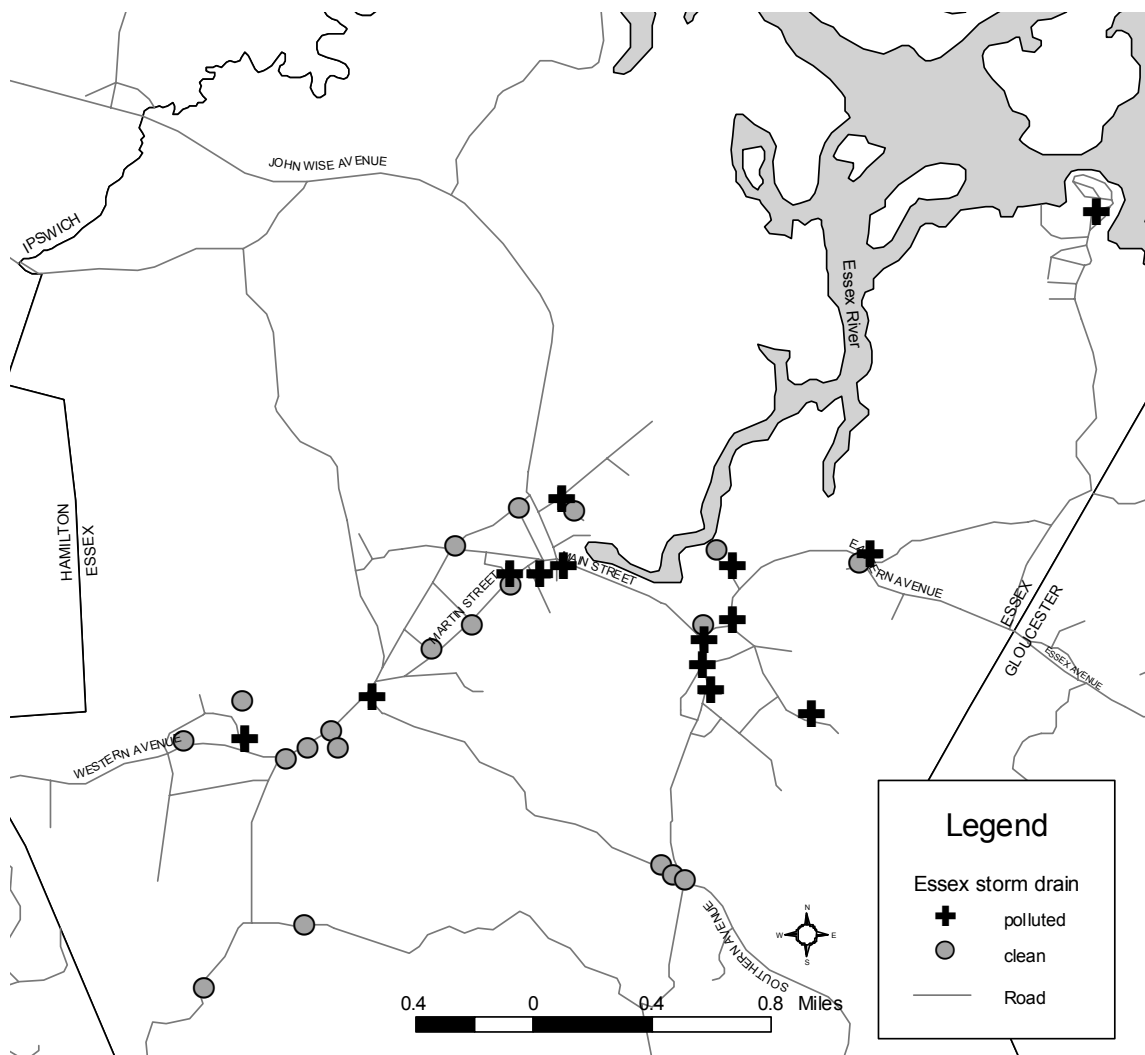 JOHN WISE AVENUE
IPSWICH
Essex River
HAMILTON
ESSEX
MAIN STREET
EASTERN AVENUE
MARTIN STREET
ESSEX
GLOUCESTER
ESSEX AVENUE
WESTERN AVENUE
SOUTHERN AVENUE
N
W
E
S
0.4
0
0.4
0.8
Miles
Legend
Essex storm drain
polluted
clean
Road